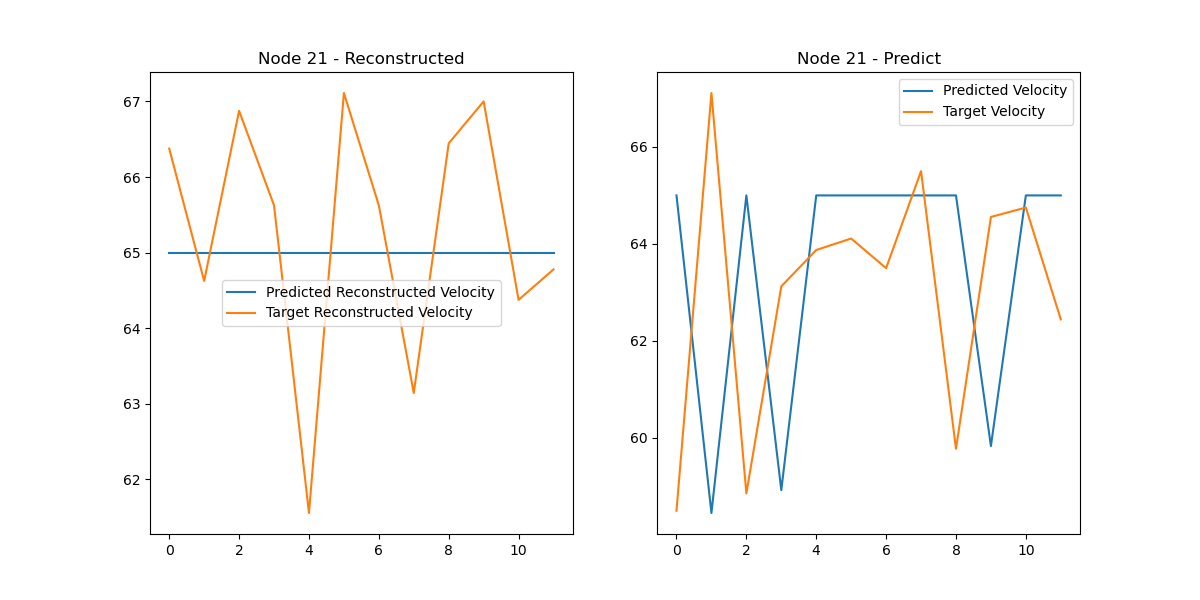 Node 21 - Reconstructed
67
66
65
64
63
62
Predicted Reconstructed Velocity
Target Reconstructed Velocity
0 2 4 6 8 10
Node 21 - Predict
Predicted Velocity
Target Velocity
66
64
62
60
0 2 4 6 8 10